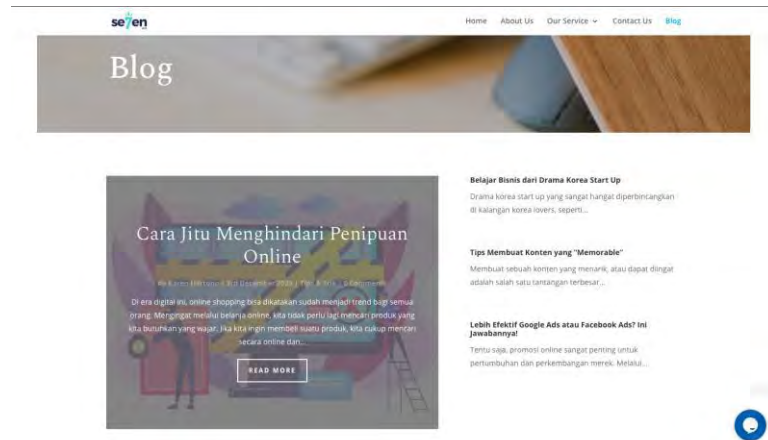 se7en
Home About Us Our Service Contact Us Blog
Blog
Cara Jitu Menghindari Penipuan
Online
Di era digital ini, online shopping bisa dikatakan sudah menjadi trend bagi semua
orang. Mengingat melalui belanja online, kita tidak perlu lagi mencari produk yang
kita butuhkan yang wajar. Jika kita ingin membeli suatu produk, kita cukup mencari
secara online dan...
READ MORE
Belajar Bisnis dari Drama Korea Start Up
Drama korea start up yang sangat hangat diperbincangkan
di kalangan korea lovers, seperti...
Tips Membuat Konten yang "Memorable"
Membuat sebuah konten yang menarik, atau dapat diingat
adalah salah satu tantangan terbesar...
Lebih Efektif Google Ads atau Facebook Ads? Ini
Jawabannya!
Tentu saja, promosi online sangat penting untuk
pertumbuhan dan perkembangan merek. Melalui...